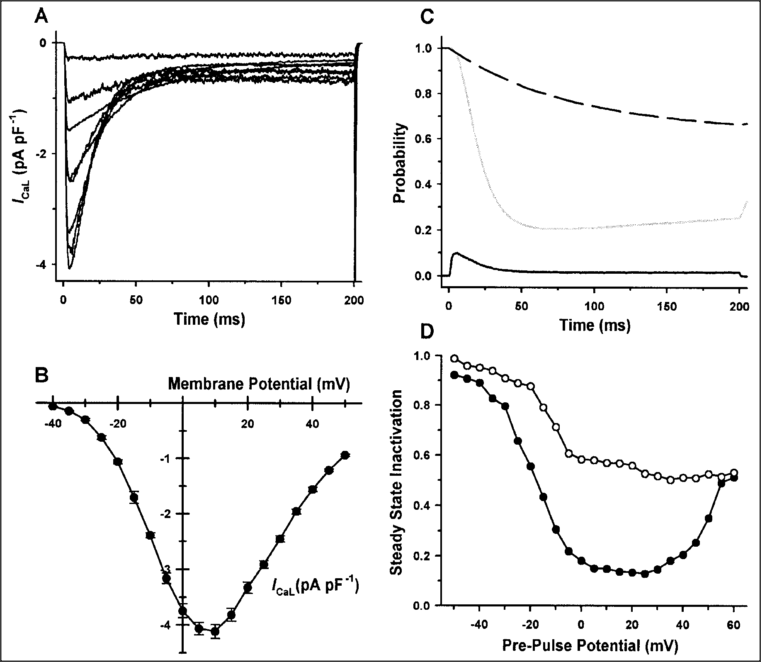 A
I_CaL (pA pF⁻¹)
0
-2
-4
0 50 100 150 200
Time (ms)
B
Membrane Potential (mV)
-40 -20 20 40
-1
-2
-3
-4
I_CaL(pA pF⁻¹)
C
Probability
1.0
0.8
0.6
0.4
0.2
0.0
0 50 100 150 200
Time (ms)
D
Steady State Inactivation
1.0
0.8
0.6
0.4
0.2
0.0
-40 -20 0 20 40 60
Pre-Pulse Potential (mV)